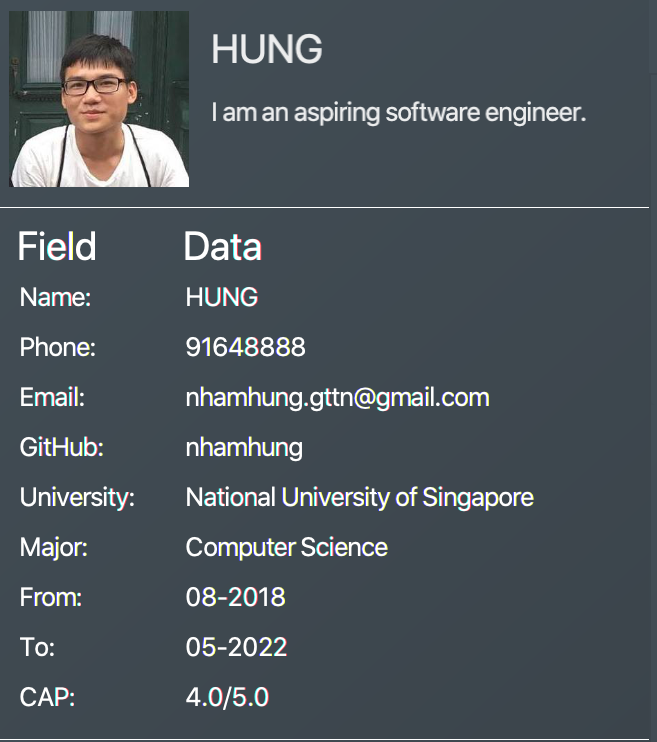 HUNG
I am an aspiring software engineer.
Field Data
Name: HUNG
Phone: 91648888
Email: nhamhung.gttn@gmail.com
GitHub: nhamhung
University: National University of Singapore
Major: Computer Science
From: 08-2018
To: 05-2022
CAP: 4.0/5.0